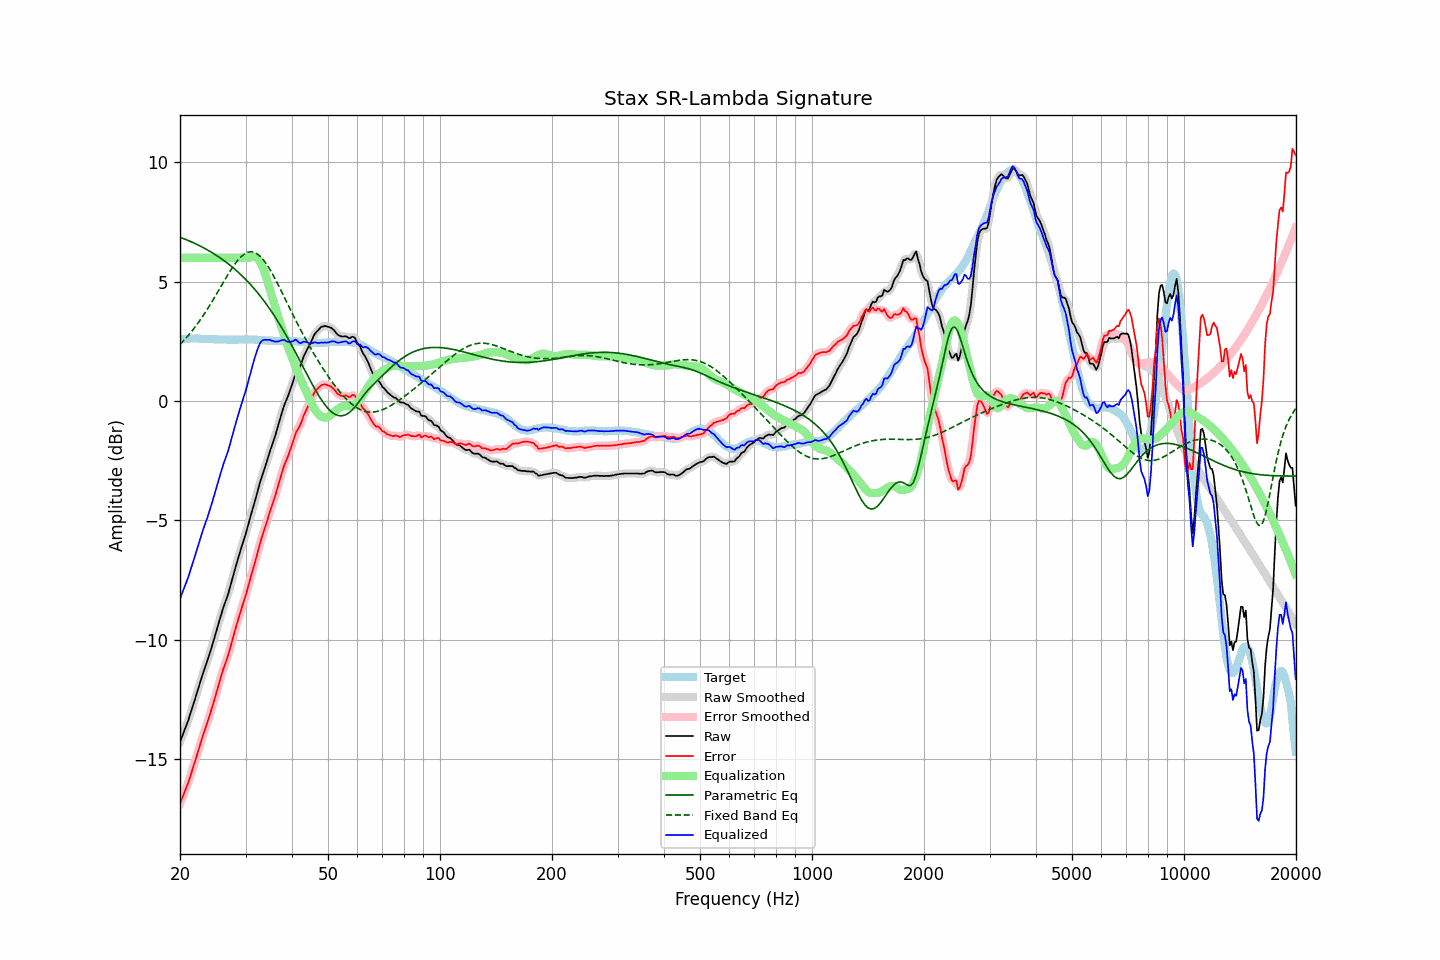 Stax SR-Lambda Signature
10
5
0
−5
−10
−15
Amplitude (dBr)
Target
Raw Smoothed
Error Smoothed
Raw
Error
Equalization
Parametric Eq
Fixed Band Eq
Equalized
20 50 100 200 500 1000 2000 5000 10000 20000
Frequency (Hz)